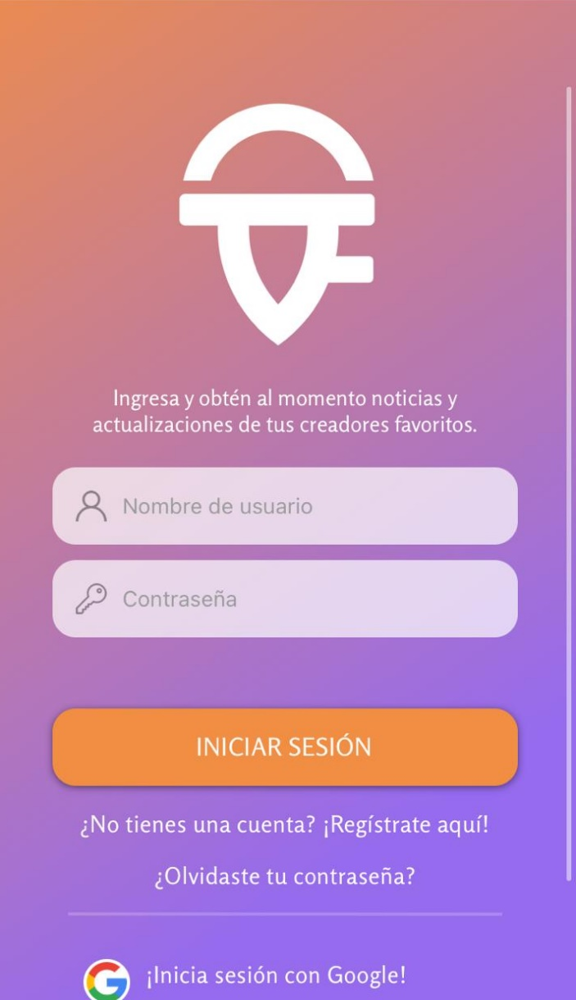 Ingresa y obtén al momento noticias y
actualizaciones de tus creadores favoritos.
Nombre de usuario
Contraseña
INICIAR SESIÓN
¿No tienes una cuenta? ¡Regístrate aquí!
¿Olvidaste tu contraseña?
¡Inicia sesión con Google!